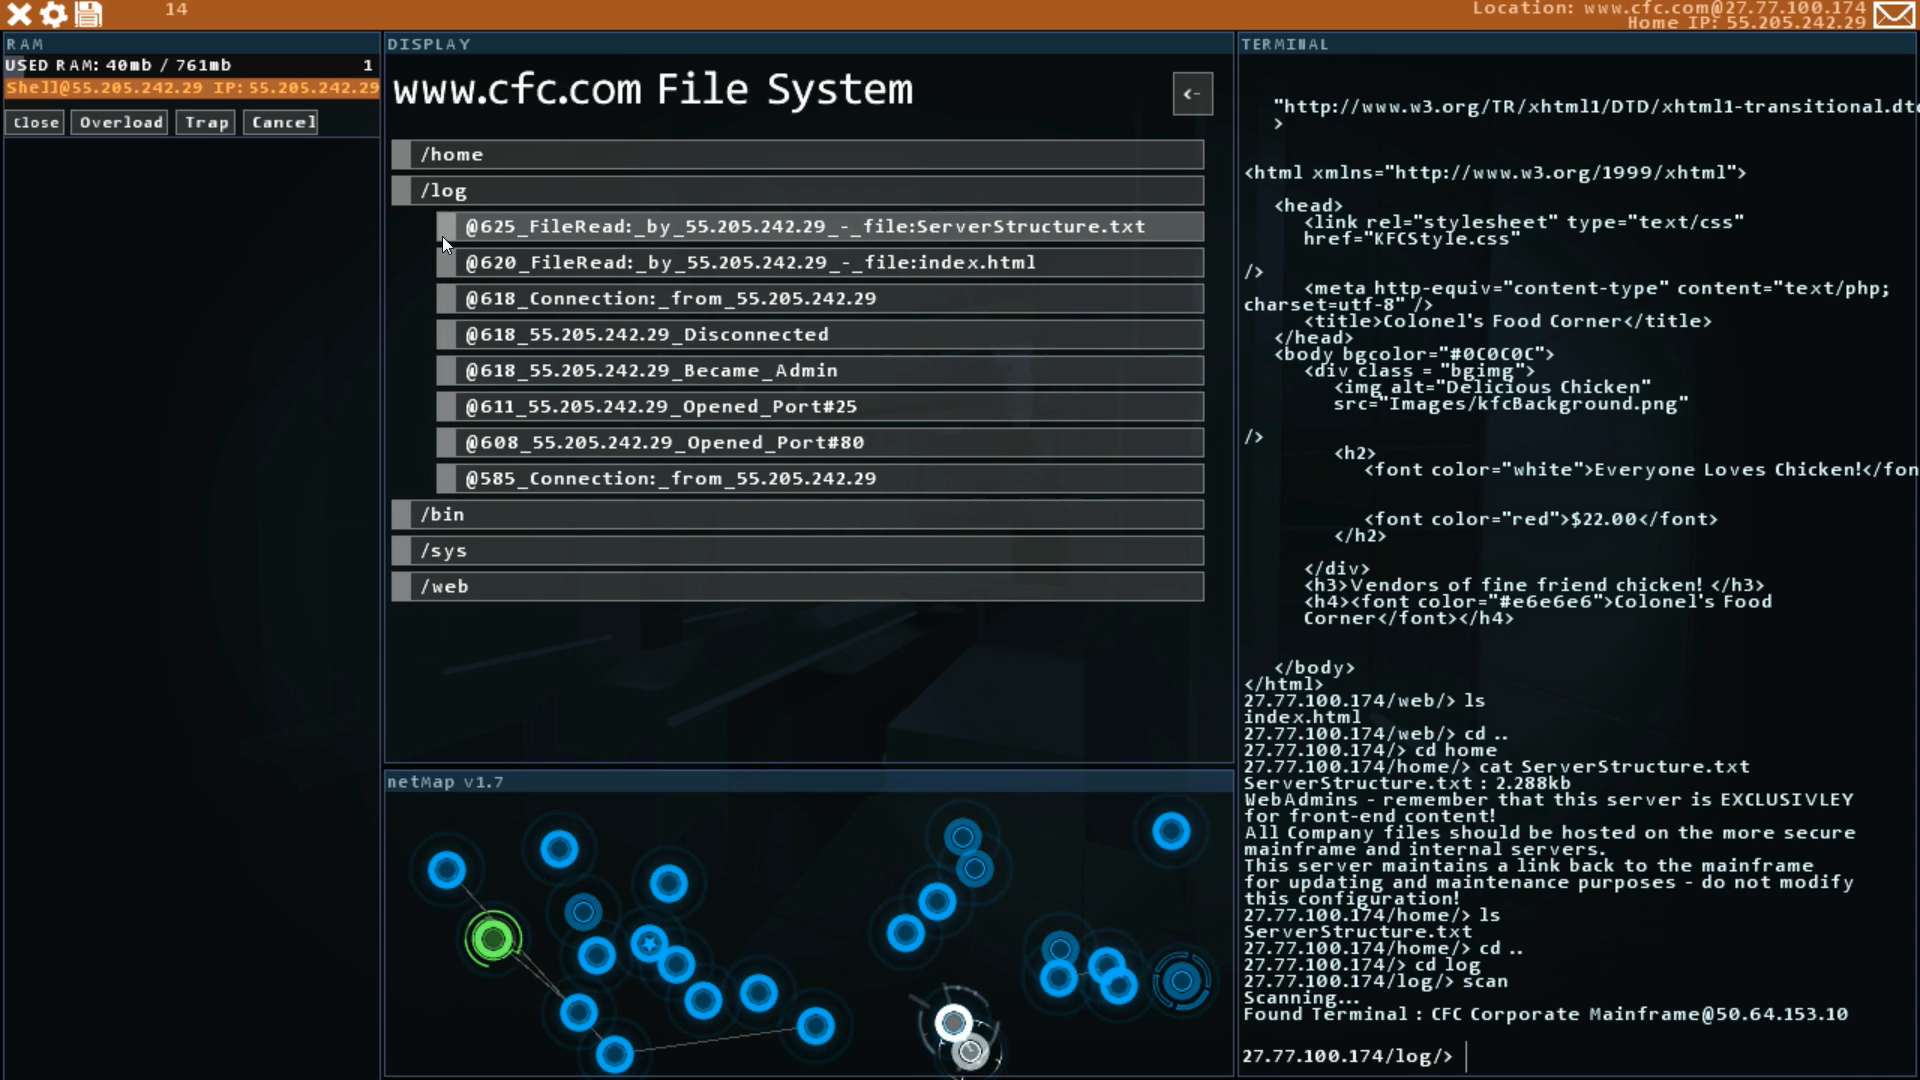 14
Location: www.cfc.com@27.77.100.174
Home IP: 55.205.242.29
RAM
USED RAM: 40mb / 761mb 1
Shell@55.205.242.29 IP: 55.205.242.29
Close Overload Trap Cancel
DISPLAY
www.cfc.com File System
<-
/home
/log
@625_FileRead:_by_55.205.242.29_-_file:ServerStructure.txt
@620_FileRead:_by_55.205.242.29_-_file:index.html
@618_Connection:_from_55.205.242.29
@618_55.205.242.29_Disconnected
@618_55.205.242.29_Became_Admin
@611_55.205.242.29_Opened_Port#25
@608_55.205.242.29_Opened_Port#80
@585_Connection:_from_55.205.242.29
/bin
/sys
/web
netMap v1.7
TERMINAL
"http://www.w3.org/TR/xhtml1/DTD/xhtml1-transitional.dtd
>
<html xmlns="http://www.w3.org/1999/xhtml">
<head>
<link rel="stylesheet" type="text/css"
href="KFCStyle.css"
/>
<meta http-equiv="content-type" content="text/php;
charset=utf-8" />
<title>Colonel's Food Corner</title>
</head>
<body bgcolor="#0C0C0C">
<div class = "bgimg">
<img alt="Delicious Chicken"
src="Images/kfcBackground.png"
/>
<h2>
<font color="white">Everyone Loves Chicken!</fon
<font color="red">$22.00</font>
</h2>
</div>
<h3>Vendors of fine friend chicken! </h3>
<h4><font color="#e6e6e6">Colonel's Food
Corner</font></h4>
</body>
</html>
27.77.100.174/web/> ls
index.html
27.77.100.174/web/> cd ..
27.77.100.174/> cd home
27.77.100.174/home/> cat ServerStructure.txt
ServerStructure.txt : 2.288kb
WebAdmins - remember that this server is EXCLUSIVLEY
for front-end content!
All Company files should be hosted on the more secure
mainframe and internal servers.
This server maintains a link back to the mainframe
for updating and maintenance purposes - do not modify
this configuration!
27.77.100.174/home/> ls
ServerStructure.txt
27.77.100.174/home/> cd ..
27.77.100.174/> cd log
27.77.100.174/log/> scan
Scanning...
Found Terminal : CFC Corporate Mainframe@50.64.153.10
27.77.100.174/log/>